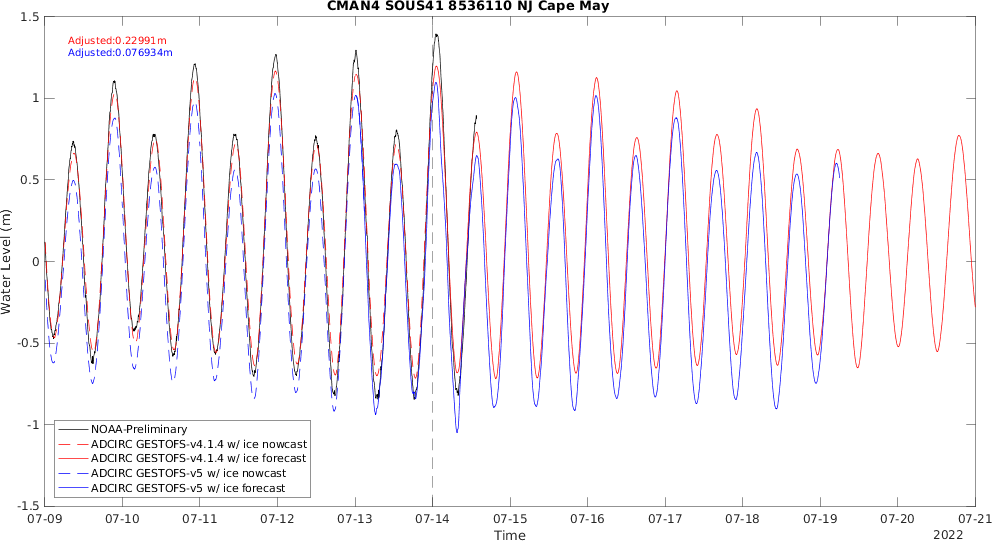 CMAN4 SOUS41 8536110 NJ Cape May
Adjusted:0.22991m
Adjusted:0.076934m
1.5
1
0.5
0
-0.5
-1
-1.5
Water Level (m)
NOAA-Preliminary
ADCIRC GESTOFS-v4.1.4 w/ ice nowcast
ADCIRC GESTOFS-v4.1.4 w/ ice forecast
ADCIRC GESTOFS-v5 w/ ice nowcast
ADCIRC GESTOFS-v5 w/ ice forecast
07-09 07-10 07-11 07-12 07-13 07-14 07-15 07-16 07-17 07-18 07-19 07-20 07-21
Time
2022